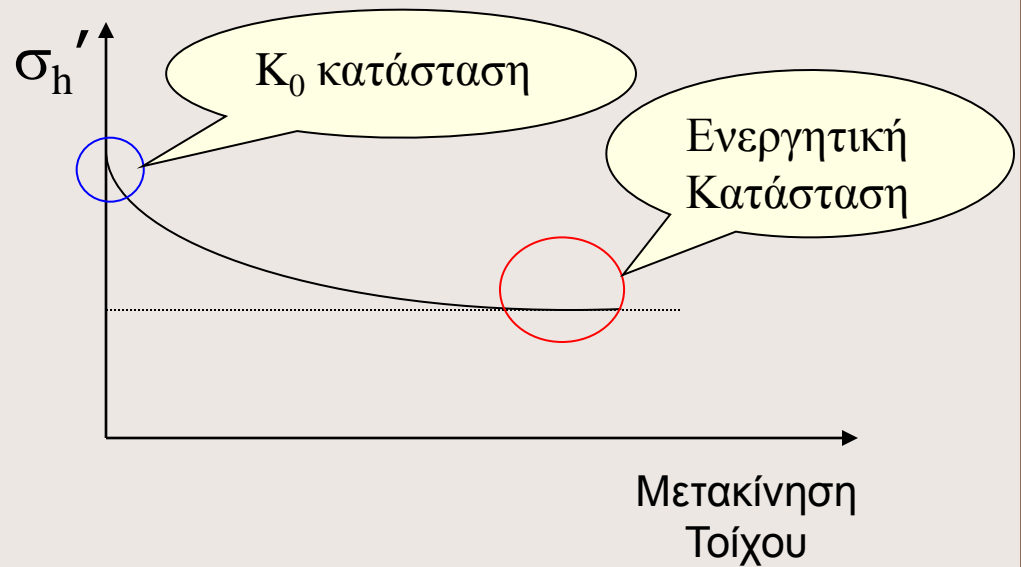 σh′
K0 κατάσταση
Ενεργητική
Κατάσταση
Μετακίνηση
Τοίχου